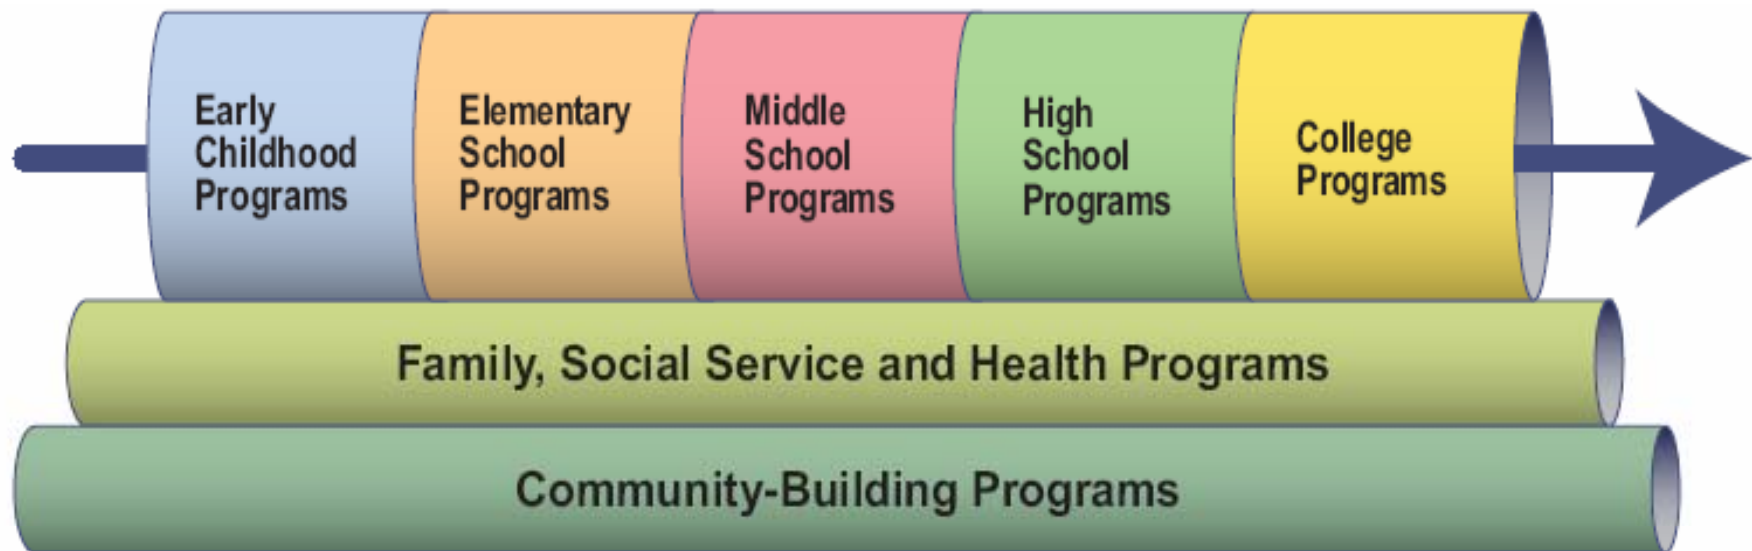 Early
Childhood
Programs
Elementary
School
Programs
Middle
School
Programs
High
School
Programs
College
Programs
Family, Social Service and Health Programs
Community-Building Programs